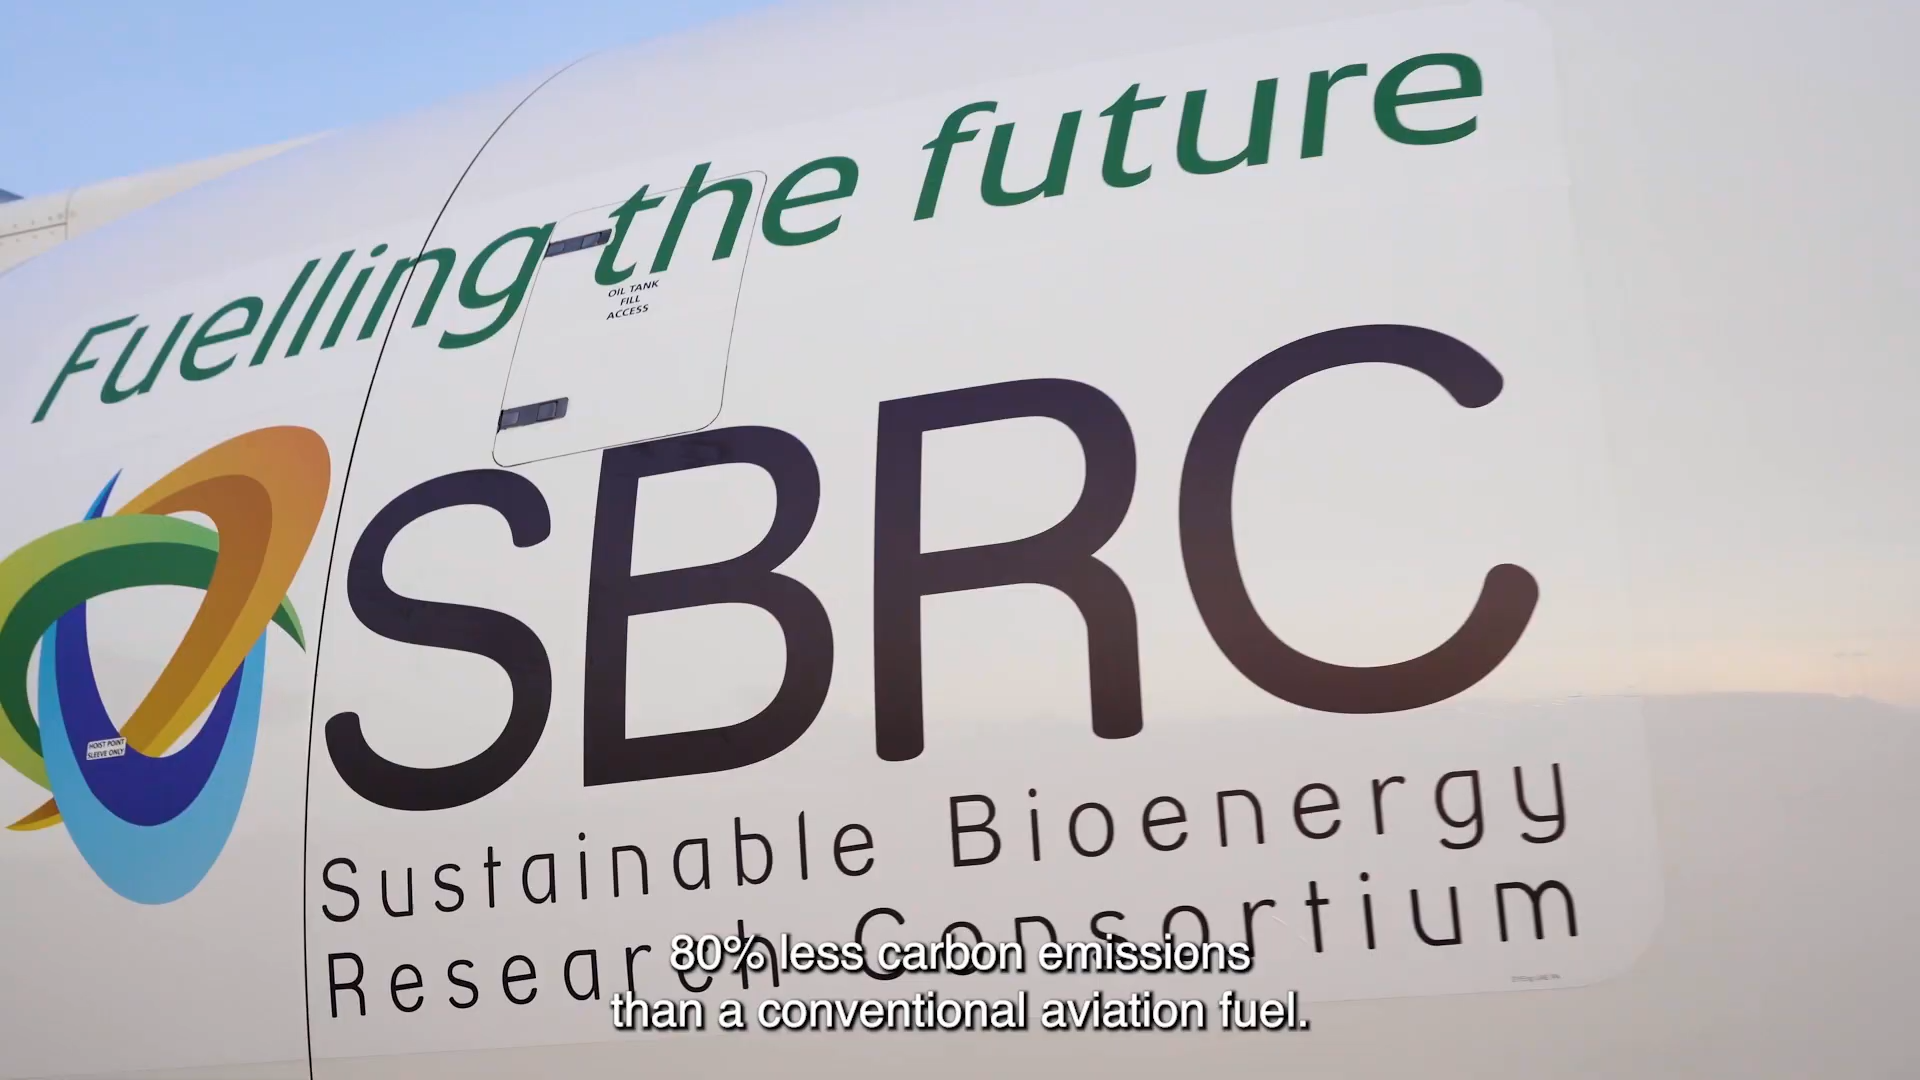 Fuelling the future
OIL TANK
FILL
ACCESS
SBRC
HOIST POINT
SLEEVE ONLY
Sustainable Bioenergy
Research Consortium
80% less carbon emissions
than a conventional aviation fuel.